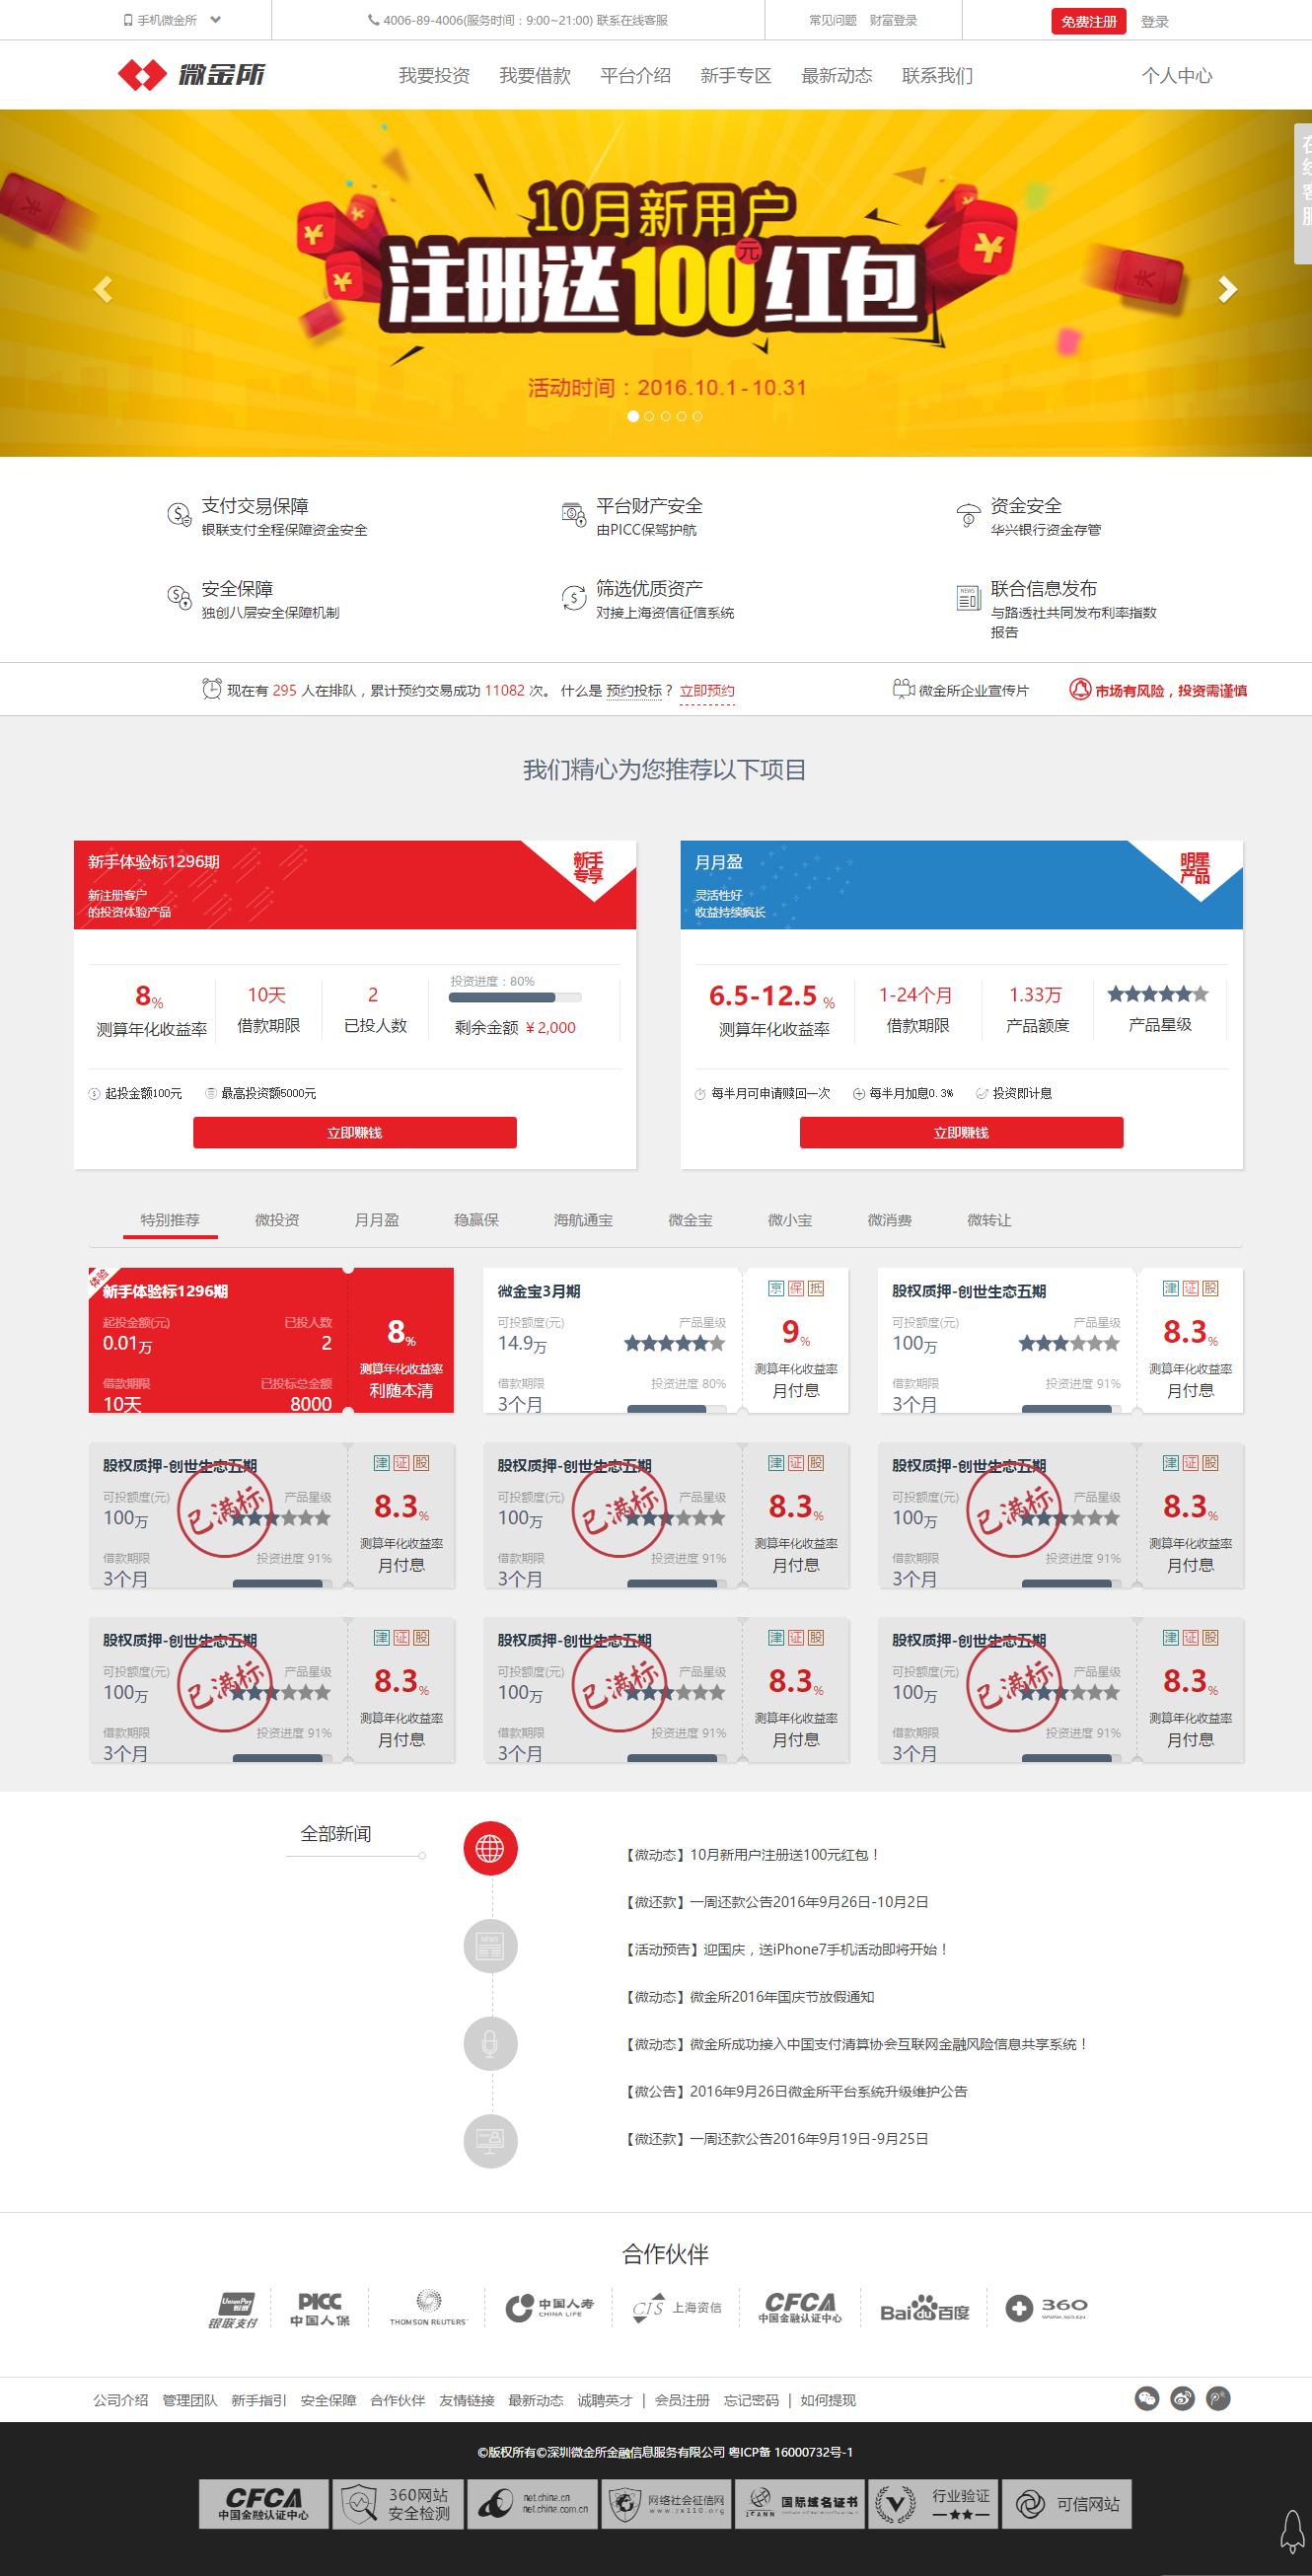 手机微金所
4006-89-4006(服务时间：9:00~21:00) 联系在线客服
常见问题 财富登录
免费注册 登录
微金所
我要投资 我要借款 平台介绍 新手专区 最新动态 联系我们 个人中心
在线客服
10月新用户
注册送100元红包
活动时间：2016.10.1-10.31
支付交易保障
银联支付全程保障资金安全
平台财产安全
由PICC保驾护航
资金安全
华兴银行资金存管
安全保障
独创八层安全保障机制
筛选优质资产
对接上海资信征信系统
联合信息发布
与路透社共同发布利率指数
报告
现在有 295 人在排队，累计预约交易成功 11082 次。 什么是 预约投标？ 立即预约
微金所企业宣传片
市场有风险，投资需谨慎
我们精心为您推荐以下项目
新手体验标1296期
新注册客户
的投资体验产品
新手
专享
8%
测算年化收益率
10天
借款期限
2
已投人数
投资进度：80%
剩余金额 ￥2,000
起投金额100元 最高投资额5000元
立即赚钱
月月盈
灵活性好
收益持续疯长
明星
产品
6.5-12.5 %
测算年化收益率
1-24个月
借款期限
1.33万
产品额度
产品星级
每半月可申请赎回一次 每半月加息0.3% 投资即计息
立即赚钱
特别推荐 微投资 月月盈 稳赢保 海航通宝 微金宝 微小宝 微消费 微转让
体验
新手体验标1296期
起投金额(元) 已投人数
0.01万 2
借款期限 已投标总金额
10天 8000
8%
测算年化收益率
利随本清
微金宝3月期
可投额度(元) 产品星级
14.9万
借款期限 投资进度 80%
3个月
京 保 抵
9%
测算年化收益率
月付息
股权质押-创世生态五期
可投额度(元) 产品星级
100万
借款期限 投资进度 91%
3个月
津 证 股
8.3%
测算年化收益率
月付息
股权质押-创世生态五期
可投额度(元) 产品星级
100万
借款期限 投资进度 91%
3个月
已满标
津 证 股
8.3%
测算年化收益率
月付息
股权质押-创世生态五期
可投额度(元) 产品星级
100万
借款期限 投资进度 91%
3个月
已满标
津 证 股
8.3%
测算年化收益率
月付息
股权质押-创世生态五期
可投额度(元) 产品星级
100万
借款期限 投资进度 91%
3个月
已满标
津 证 股
8.3%
测算年化收益率
月付息
股权质押-创世生态五期
可投额度(元) 产品星级
100万
借款期限 投资进度 91%
3个月
已满标
津 证 股
8.3%
测算年化收益率
月付息
股权质押-创世生态五期
可投额度(元) 产品星级
100万
借款期限 投资进度 91%
3个月
已满标
津 证 股
8.3%
测算年化收益率
月付息
股权质押-创世生态五期
可投额度(元) 产品星级
100万
借款期限 投资进度 91%
3个月
已满标
津 证 股
8.3%
测算年化收益率
月付息
全部新闻
NEWS
【微动态】10月新用户注册送100元红包！
【微还款】一周还款公告2016年9月26日-10月2日
【活动预告】迎国庆，送iPhone7手机活动即将开始！
【微动态】微金所2016年国庆节放假通知
【微动态】微金所成功接入中国支付清算协会互联网金融风险信息共享系统！
【微公告】2016年9月26日微金所平台系统升级维护公告
【微还款】一周还款公告2016年9月19日-9月25日
合作伙伴
UnionPay
银联
银联支付
PICC
中国人保
THOMSON REUTERS
中国人寿
CHINA LIFE
CIS 上海资信
CFCA
中国金融认证中心
Bai百度
360
公司介绍 管理团队 新手指引 安全保障 合作伙伴 友情链接 最新动态 诚聘英才 | 会员注册 忘记密码 | 如何提现
©版权所有©深圳微金所金融信息服务有限公司 粤ICP备 16000732号-1
CFCA
中国金融认证中心
360网站
安全检测
net.china.cn
net.china.com.cn
网络社会征信网
www.zx110.org
ICANN
国际域名证书
行业验证
可信网站